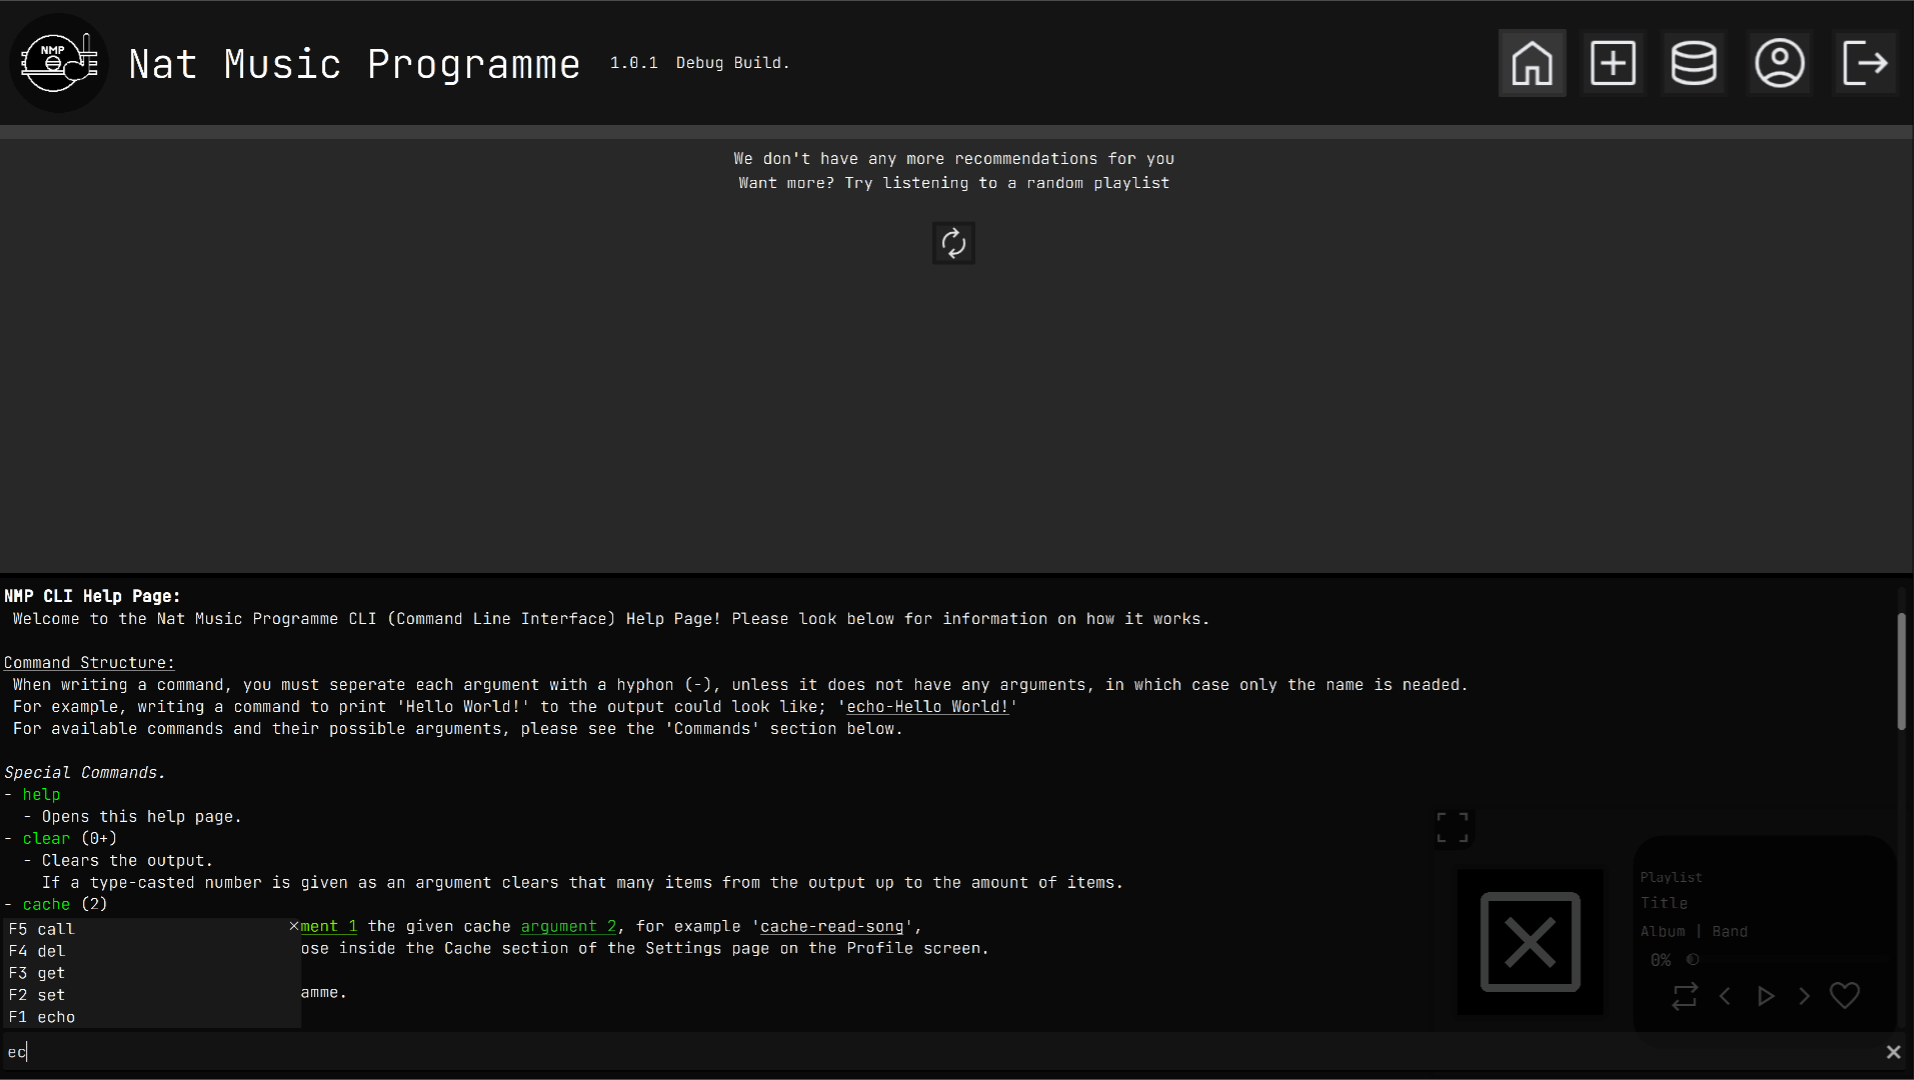 NMP
Nat Music Programme 1.0.1 Debug Build.
We don't have any more recommendations for you
Want more? Try listening to a random playlist
NMP CLI Help Page:
Welcome to the Nat Music Programme CLI (Command Line Interface) Help Page! Please look below for information on how it works.
Command Structure:
When writing a command, you must seperate each argument with a hyphon (-), unless it does not have any arguments, in which case only the name is neaded.
For example, writing a command to print 'Hello World!' to the output could look like; 'echo-Hello World!'
For available commands and their possible arguments, please see the 'Commands' section below.
Special Commands.
- help
- Opens this help page.
- clear (0+)
- Clears the output.
If a type-casted number is given as an argument clears that many items from the output up to the amount of items.
- cache (2)
ment 1 the given cache argument 2, for example 'cache-read-song',
ose inside the Cache section of the Settings page on the Profile screen.
amme.
F5 call
F4 del
F3 get
F2 set
F1 echo
ec
Playlist
Title
Album | Band
0%